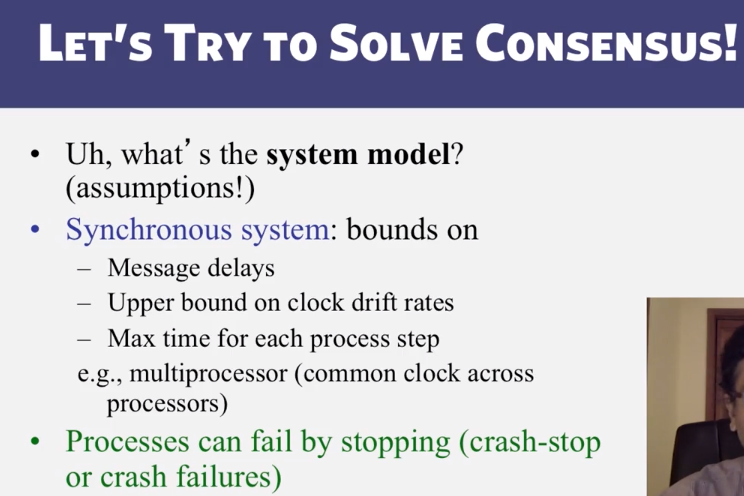 LET'S TRY TO SOLVE CONSENSUS!
• Uh, what's the system model?
(assumptions!)
• Synchronous system: bounds on
– Message delays
– Upper bound on clock drift rates
– Max time for each process step
e.g., multiprocessor (common clock across
processors)
• Processes can fail by stopping (crash-stop
or crash failures)